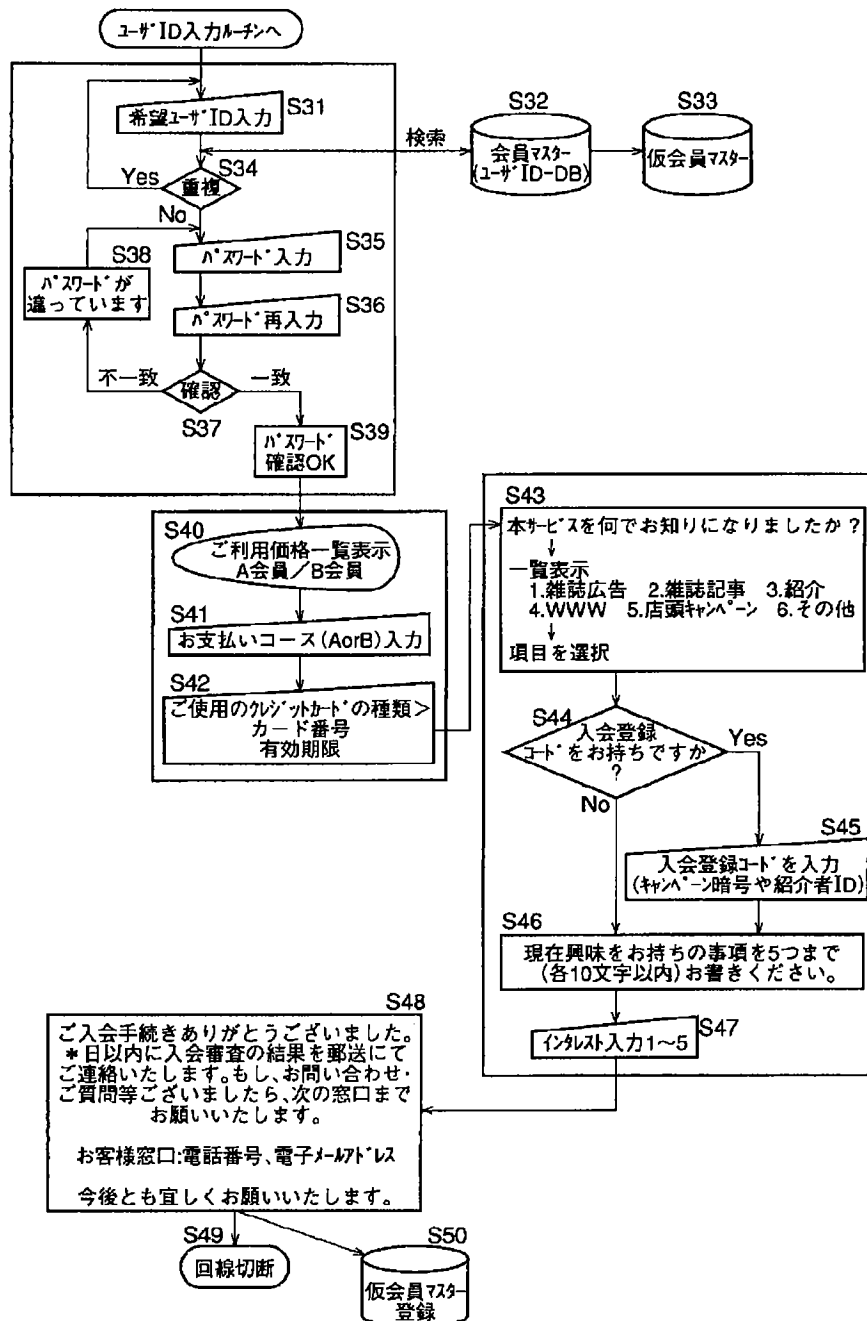 ﾕｰｻﾞID入力ﾙｰﾁﾝへ
S31
希望ﾕｰｻﾞID入力
検索
S32
会員ﾏｽﾀｰ
(ﾕｰｻﾞID-DB)
S33
仮会員ﾏｽﾀｰ
S34
Yes
重複
No
S35
ﾊﾟｽﾜｰﾄﾞ入力
S38
ﾊﾟｽﾜｰﾄﾞが
違っています
S36
ﾊﾟｽﾜｰﾄﾞ再入力
不一致
確認
一致
S37
S39
ﾊﾟｽﾜｰﾄﾞ
確認OK
S40
ご利用価格一覧表示
A会員／B会員
S41
お支払いコース(AorB)入力
S42
ご使用のｸﾚｼﾞｯﾄｶｰﾄﾞの種類>
カード番号
有効期限
S43
本ｻｰﾋﾞｽを何でお知りになりましたか？
↓
一覧表示
1.雑誌広告 2.雑誌記事 3.紹介
4.WWW 5.店頭ｷｬﾝﾍﾟｰﾝ 6.その他
↓
項目を選択
S44
入会登録
ｺｰﾄﾞをお持ちですか
?
Yes
No
S45
入会登録ｺｰﾄﾞを入力
(ｷｬﾝﾍﾟｰﾝ暗号や紹介者ID)
S46
現在興味をお持ちの事項を5つまで
(各10文字以内)お書きください。
S47
ｲﾝﾀﾚｽﾄ入力1～5
S48
ご入会手続きありがとうございました。
＊日以内に入会審査の結果を郵送にて
ご連絡いたします。もし、お問い合わせ・
ご質問等ございましたら、次の窓口まで
お願いいたします。
お客様窓口:電話番号、電子ﾒｰﾙｱﾄﾞﾚｽ
今後とも宜しくお願いいたします。
S49
回線切断
S50
仮会員ﾏｽﾀｰ
登録